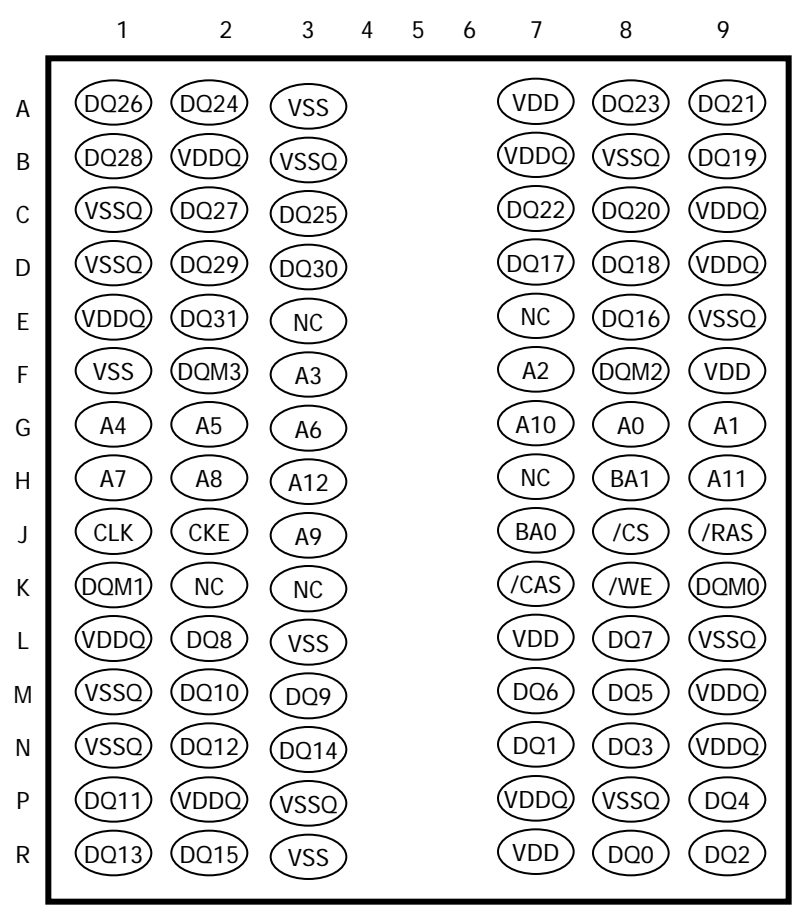 1 2 3 4 5 6 7 8 9
A DQ26 DQ24 VSS VDD DQ23 DQ21
B DQ28 VDDQ VSSQ VDDQ VSSQ DQ19
C VSSQ DQ27 DQ25 DQ22 DQ20 VDDQ
D VSSQ DQ29 DQ30 DQ17 DQ18 VDDQ
E VDDQ DQ31 NC NC DQ16 VSSQ
F VSS DQM3 A3 A2 DQM2 VDD
G A4 A5 A6 A10 A0 A1
H A7 A8 A12 NC BA1 A11
J CLK CKE A9 BA0 /CS /RAS
K DQM1 NC NC /CAS /WE DQM0
L VDDQ DQ8 VSS VDD DQ7 VSSQ
M VSSQ DQ10 DQ9 DQ6 DQ5 VDDQ
N VSSQ DQ12 DQ14 DQ1 DQ3 VDDQ
P DQ11 VDDQ VSSQ VDDQ VSSQ DQ4
R DQ13 DQ15 VSS VDD DQ0 DQ2